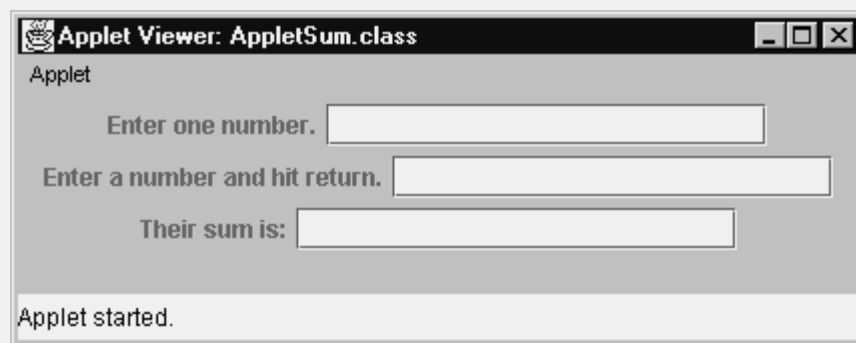 Applet Viewer: AppletSum.class
Applet
Enter one number.
Enter a number and hit return.
Their sum is:
Applet started.